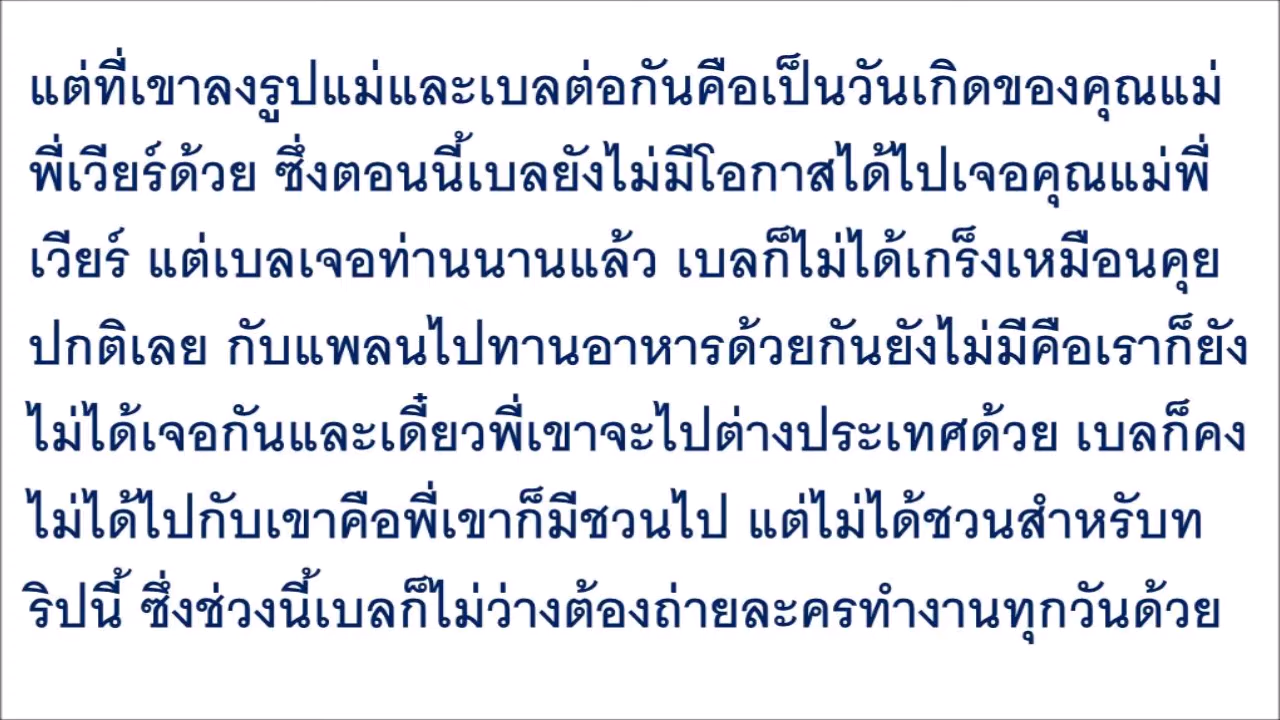 แต่ที่เขาลงรูปแม่และเบลต่อกันคือเป็นวันเกิดของคุณแม่
พี่เวียร์ด้วย ซึ่งตอนนี้เบลยังไม่มีโอกาสได้ไปเจอคุณแม่พี่
เวียร์ แต่เบลเจอท่านนานแล้ว เบลก็ไม่ได้เกร็งเหมือนคุย
ปกติเลย กับแพลนไปทานอาหารด้วยกันยังไม่มีคือเราก็ยัง
ไม่ได้เจอกันและเดี๋ยวพี่เขาจะไปต่างประเทศด้วย เบลก็คง
ไม่ได้ไปกับเขาคือพี่เขาก็มีชวนไป แต่ไม่ได้ชวนสำหรับท
ริปนี้ ซึ่งช่วงนี้เบลก็ไม่ว่างต้องถ่ายละครทำงานทุกวันด้วย